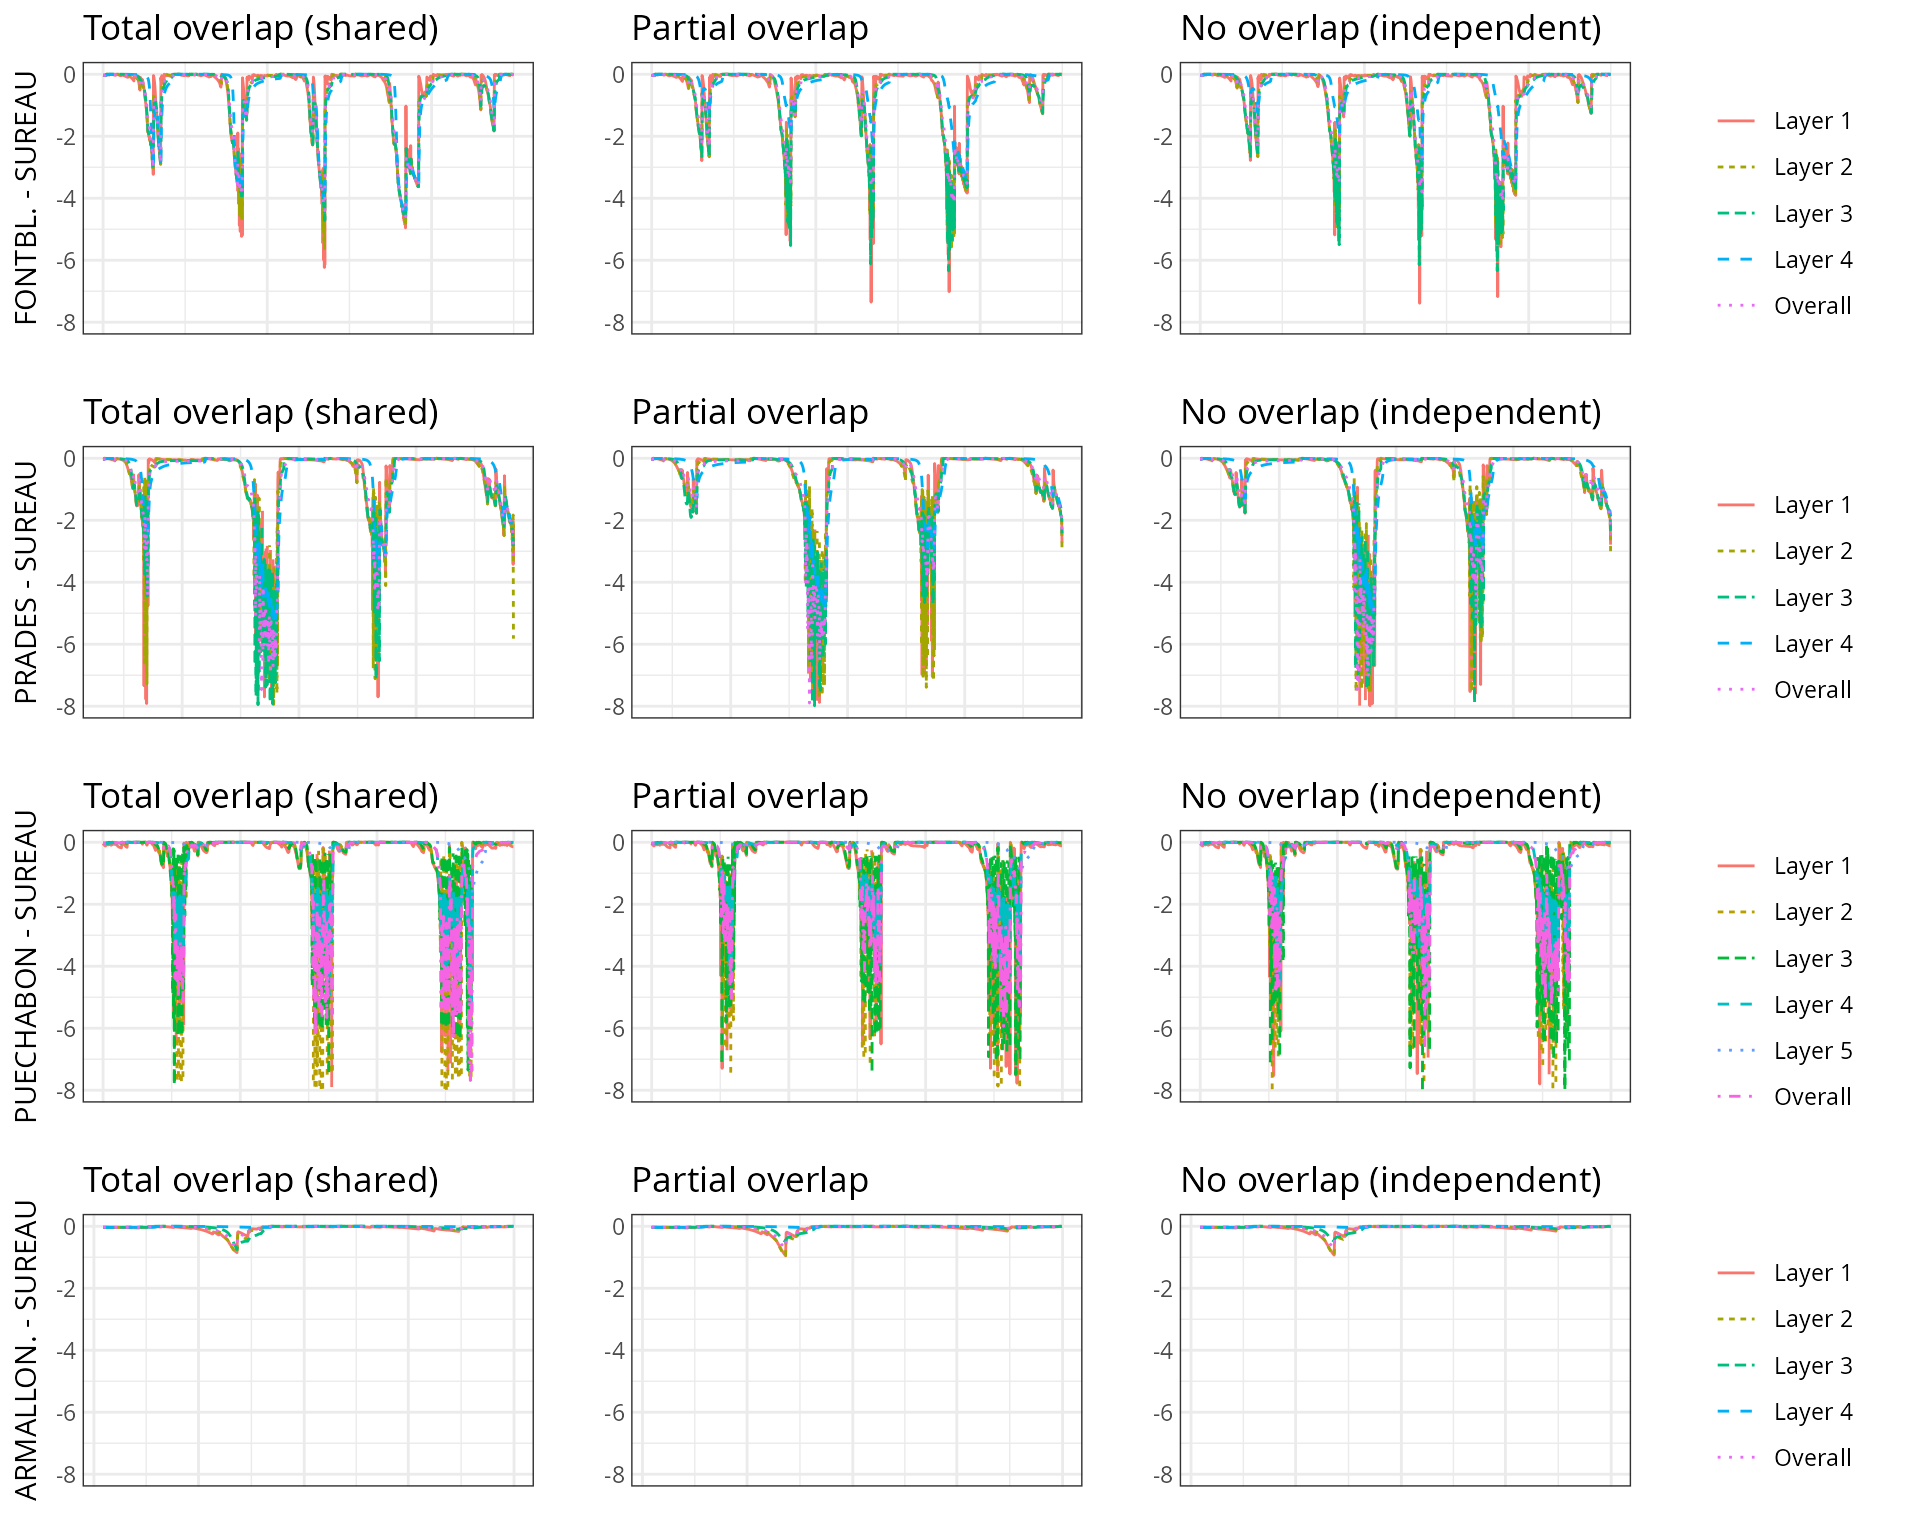 Total overlap (shared)
Partial overlap
No overlap (independent)
FONTBL. - SUREAU
0
-2
-4
-6
-8
0
-2
-4
-6
-8
0
-2
-4
-6
-8
Layer 1
Layer 2
Layer 3
Layer 4
Overall
Total overlap (shared)
Partial overlap
No overlap (independent)
PRADES - SUREAU
0
-2
-4
-6
-8
0
-2
-4
-6
-8
0
-2
-4
-6
-8
Layer 1
Layer 2
Layer 3
Layer 4
Overall
Total overlap (shared)
Partial overlap
No overlap (independent)
PUECHABON - SUREAU
0
-2
-4
-6
-8
0
-2
-4
-6
-8
0
-2
-4
-6
-8
Layer 1
Layer 2
Layer 3
Layer 4
Layer 5
Overall
Total overlap (shared)
Partial overlap
No overlap (independent)
ARMALLON. - SUREAU
0
-2
-4
-6
-8
0
-2
-4
-6
-8
0
-2
-4
-6
-8
Layer 1
Layer 2
Layer 3
Layer 4
Overall